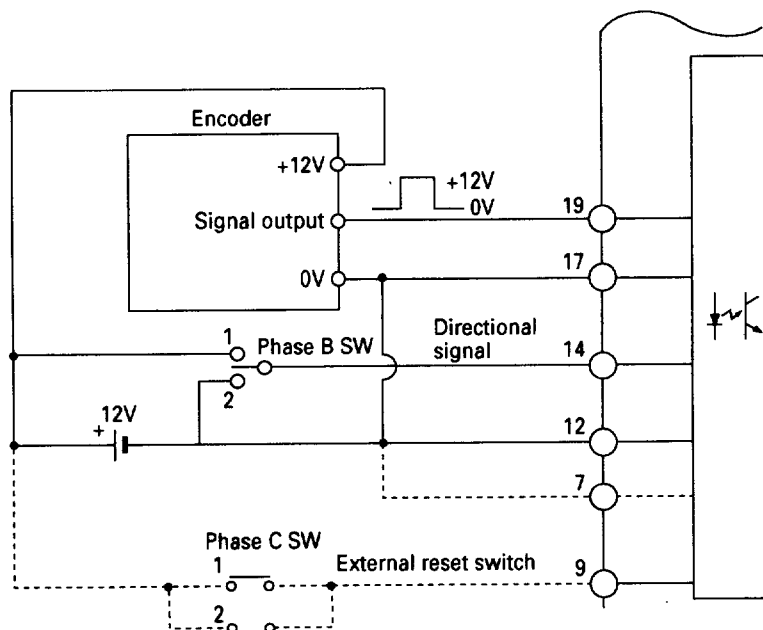 Encoder
+12V
+12V
0V
Signal output
19
0V
17
1
Phase B SW
Directional
signal
14
2
12V
+
12
7
Phase C SW
1
External reset switch
9
2